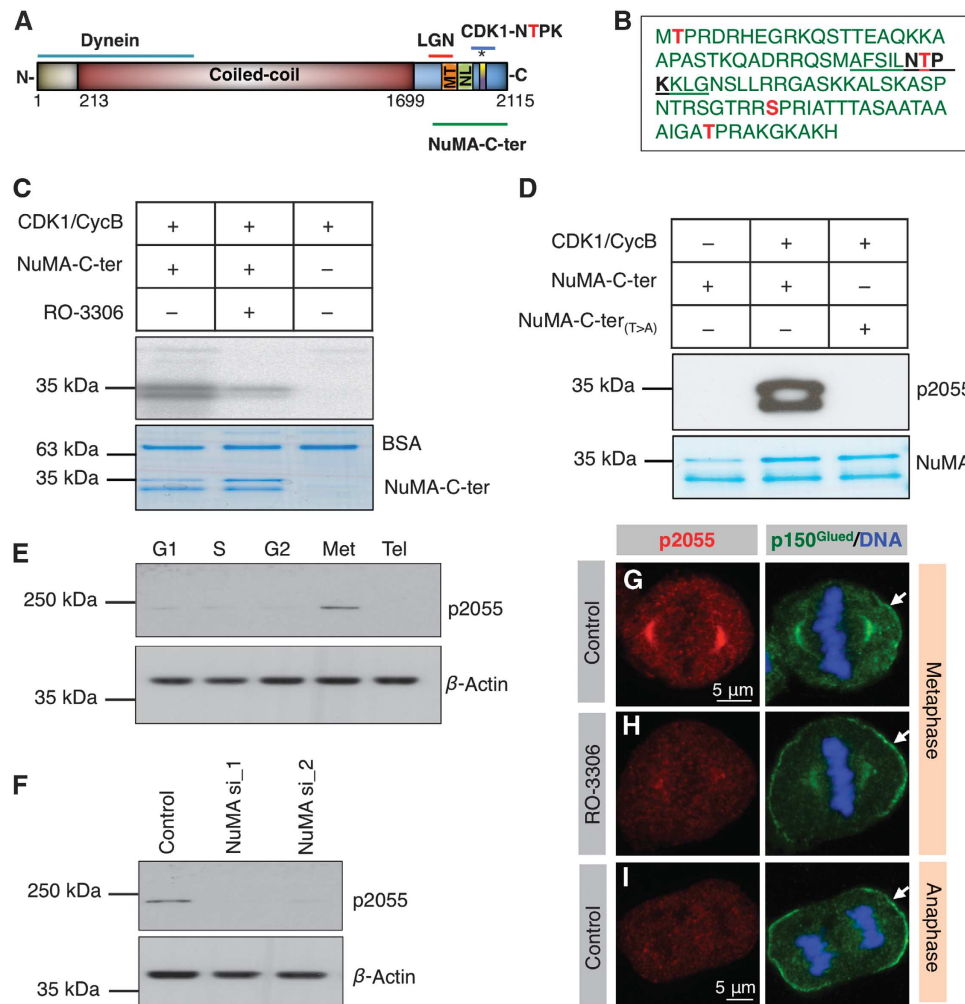 A
Dynein
LGN
CDK1-NTPK
*
N-
Coiled-coil
MT
NL
-C
1
213
1699
2115
NuMA-C-ter
B
MTPRDRHEGRKQSTTEAQKKA
APASTKQADRRQSMAFSILNTP
KKLGNSLLRRGASKKALSKASP
NTRSGTRRSPRIATTTASAATAA
AIGATPRAKGKAKH
C
CDK1/CycB + + +
NuMA-C-ter + + –
RO-3306 – + –
35 kDa
63 kDa
BSA
35 kDa
NuMA-C-ter
D
CDK1/CycB – + +
NuMA-C-ter + + –
NuMA-C-ter(T>A) – – +
35 kDa
p2055
35 kDa
NuMA
E
G1 S G2 Met Tel
250 kDa
p2055
β-Actin
35 kDa
F
Control
NuMA si_1
NuMA si_2
250 kDa
p2055
β-Actin
35 kDa
p2055
p150Glued/DNA
Control
G
5 μm
RO-3306
H
Metaphase
Control
I
5 μm
Anaphase